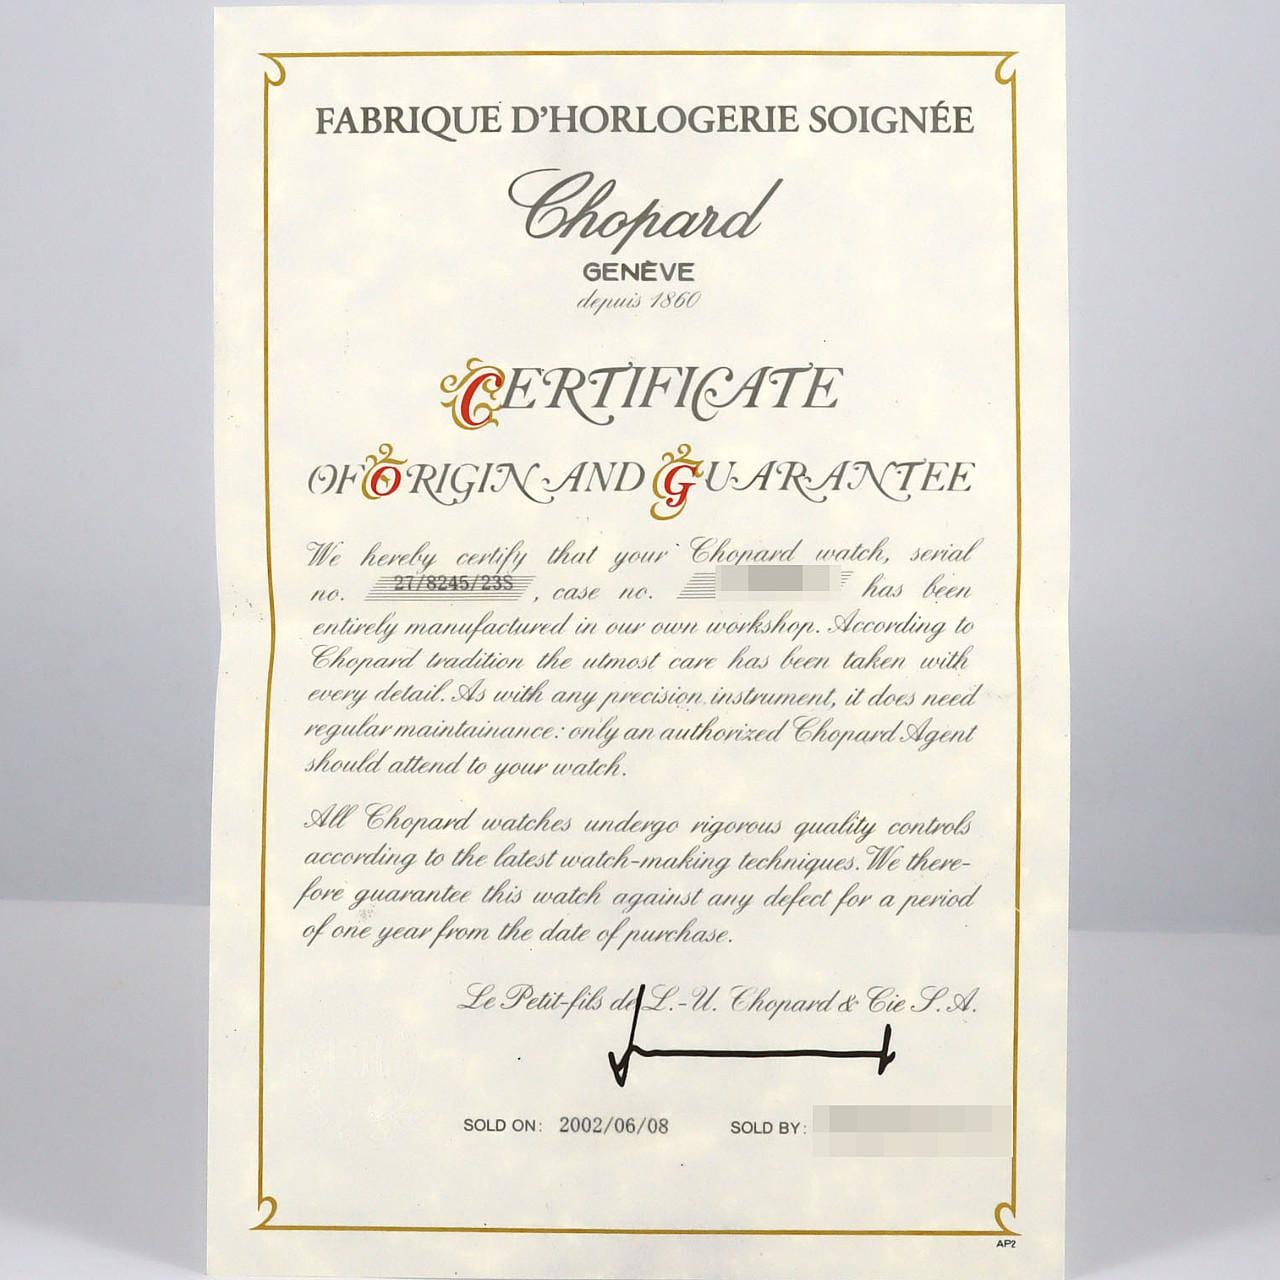 FABRIQUE D'HORLOGERIE SOIGNÉE
Chopard
GENÈVE
depuis 1860
CERTIFICATE
OF ORIGIN AND GUARANTEE
We hereby certify that your Chopard watch, serial
no. 27/8245/23S , case no. has been
entirely manufactured in our own workshop. According to
Chopard tradition the utmost care has been taken with
every detail. As with any precision instrument, it does need
regular maintainance: only an authorized Chopard Agent
should attend to your watch.
All Chopard watches undergo rigorous quality controls
according to the latest watch-making techniques. We there-
fore guarantee this watch against any defect for a period
of one year from the date of purchase.
Le Petit-fils de L.-U. Chopard & Cie S.A.
SOLD ON: 2002/06/08 SOLD BY:
AP2